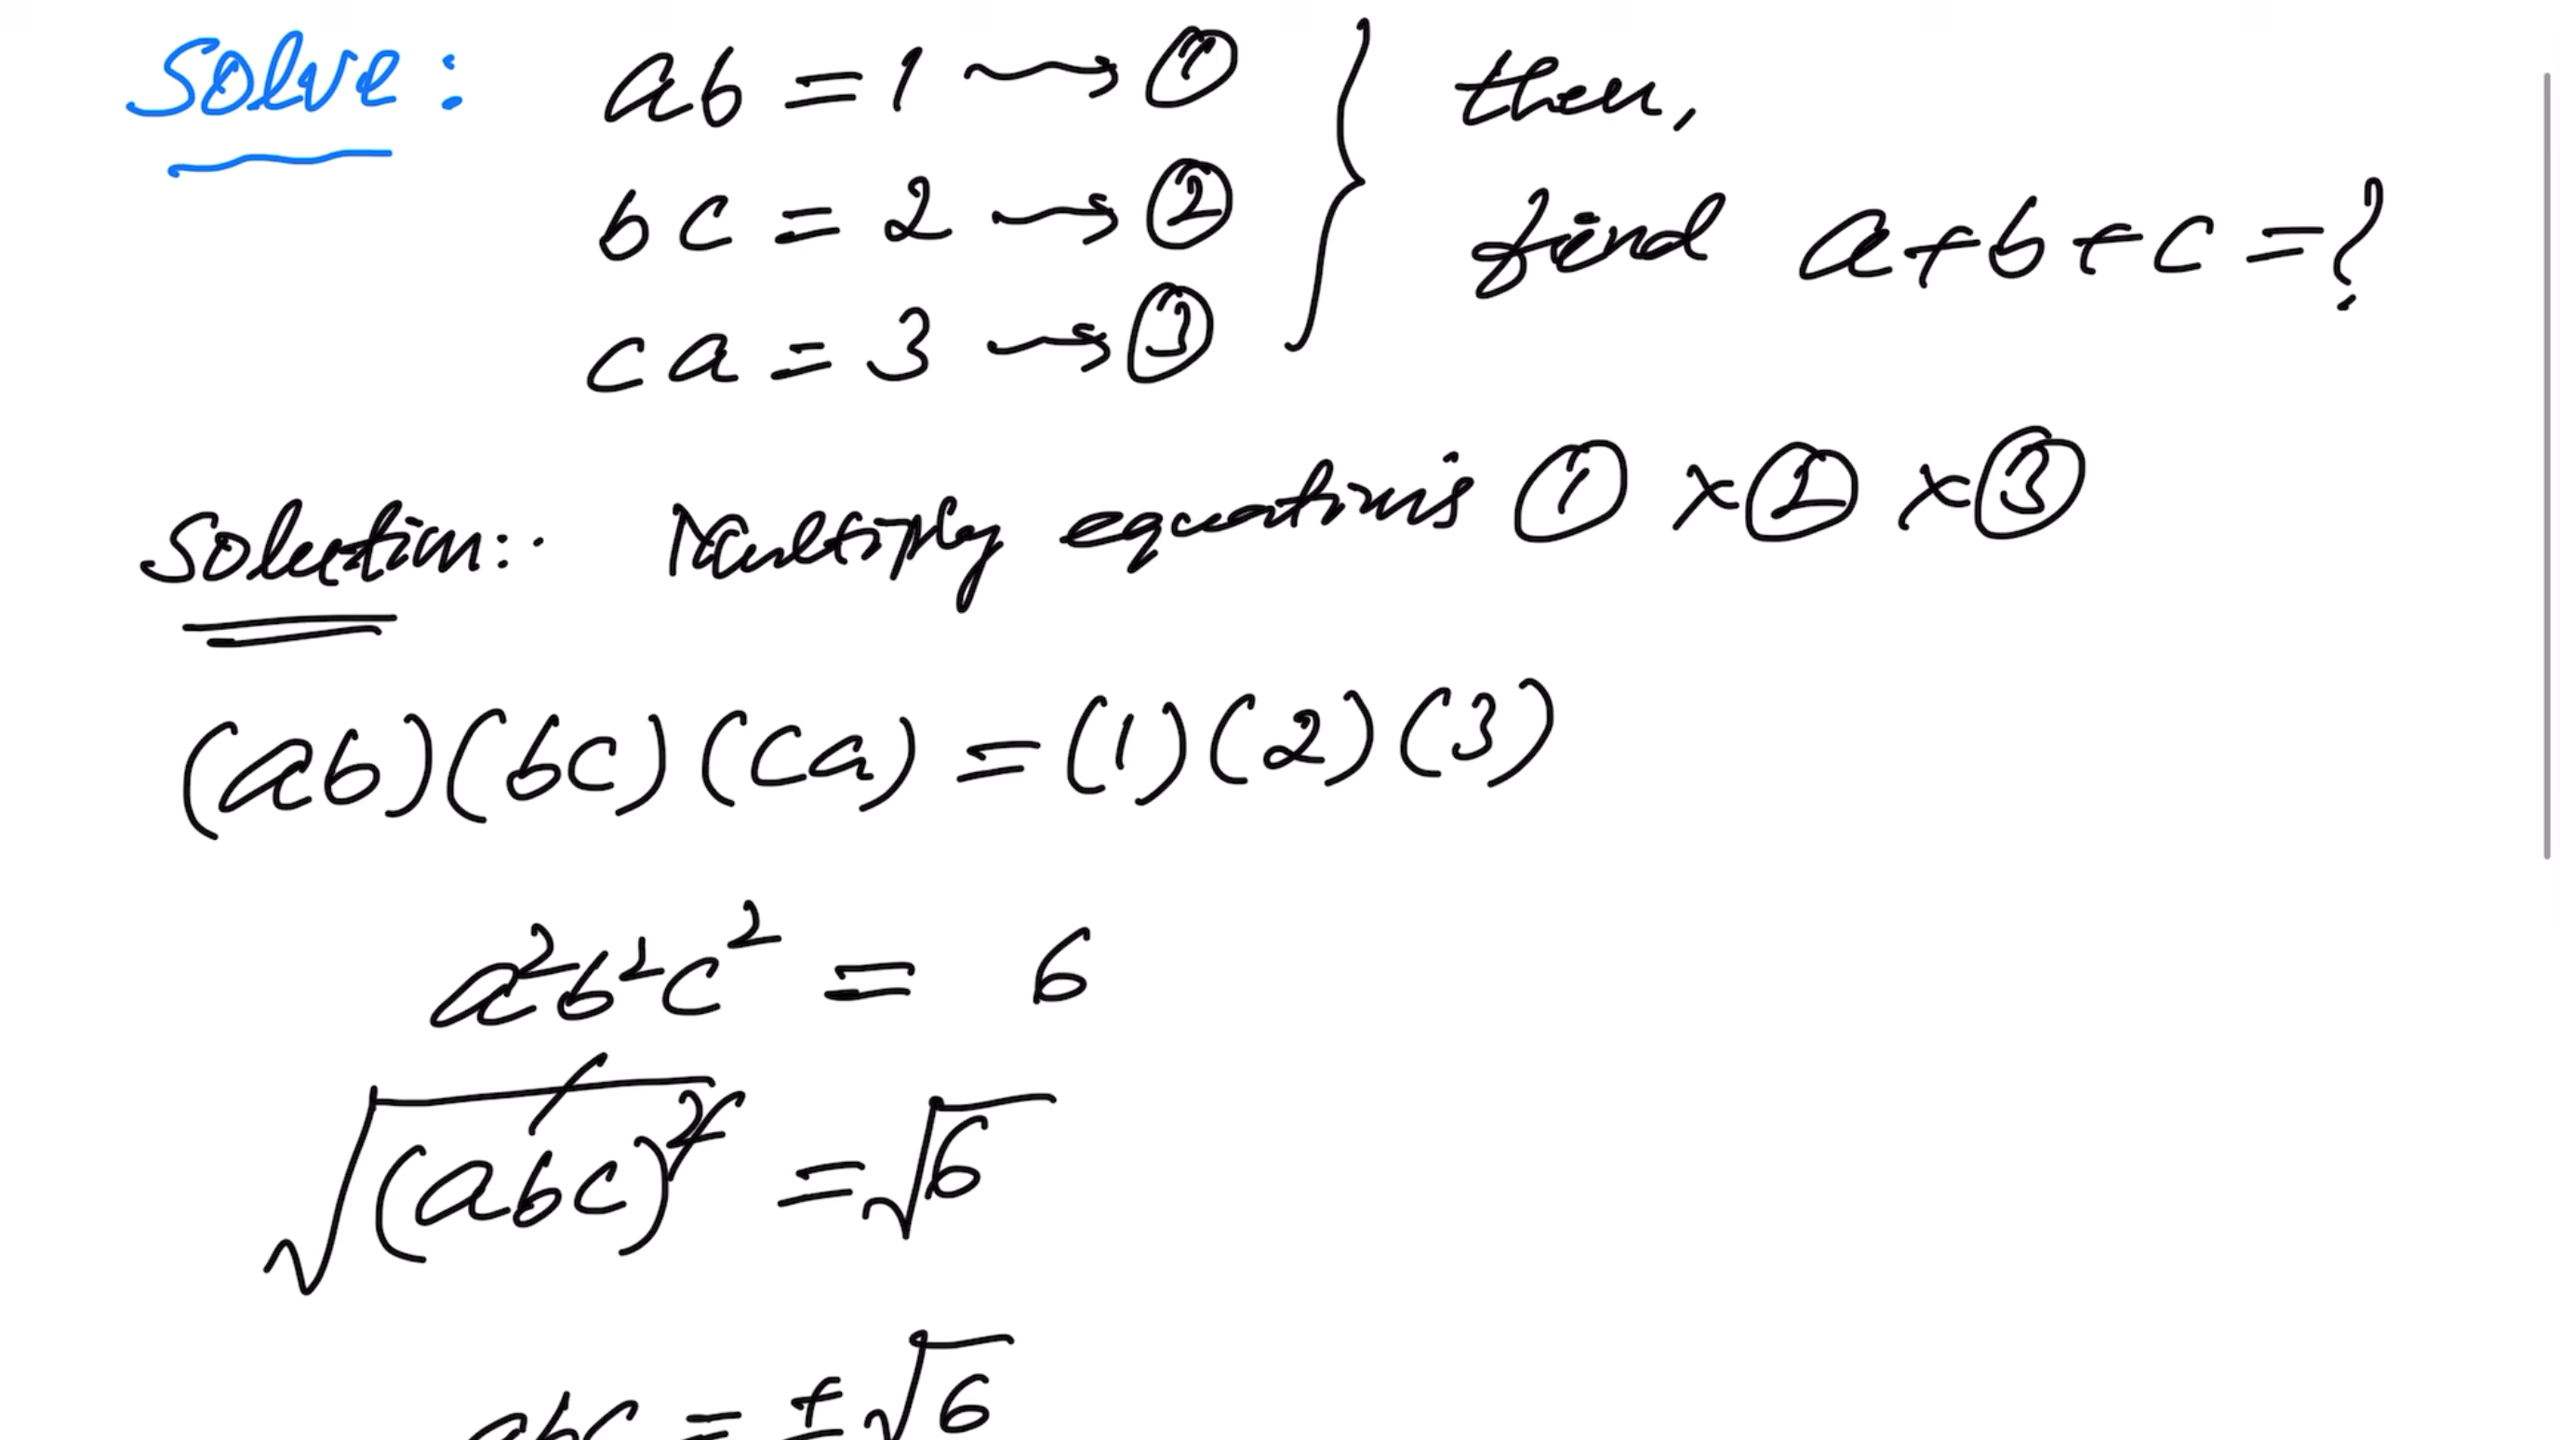 Solve: ab = 1 → ① } then,
bc = 2 → ② find a+b+c = ?
ca = 3 → ③
Solution:· Multiply equations ① × ② × ③
(ab)(bc)(ca) = (1)(2)(3)
a²b²c² = 6
√(abc)² = √6
abc = ± √6